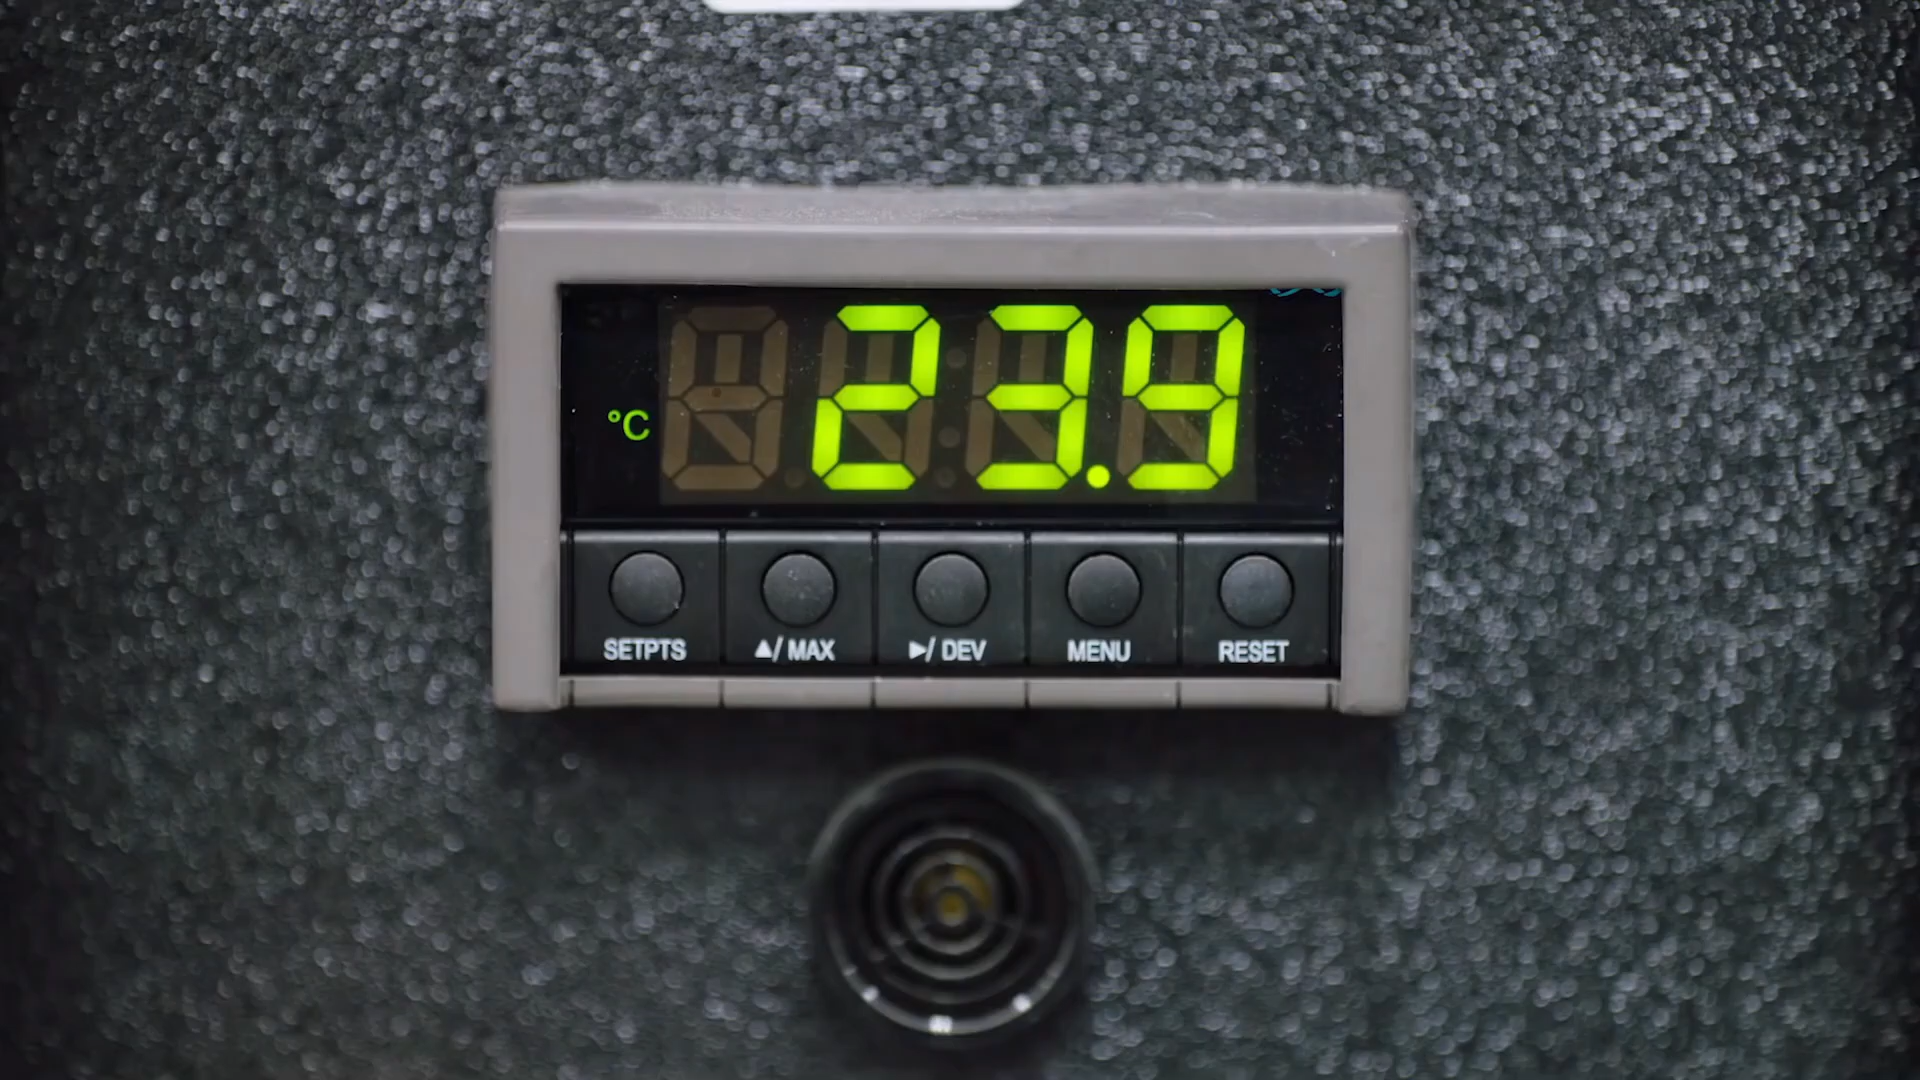 °C 23.9
SETPTS ▲/ MAX ▶/ DEV MENU RESET